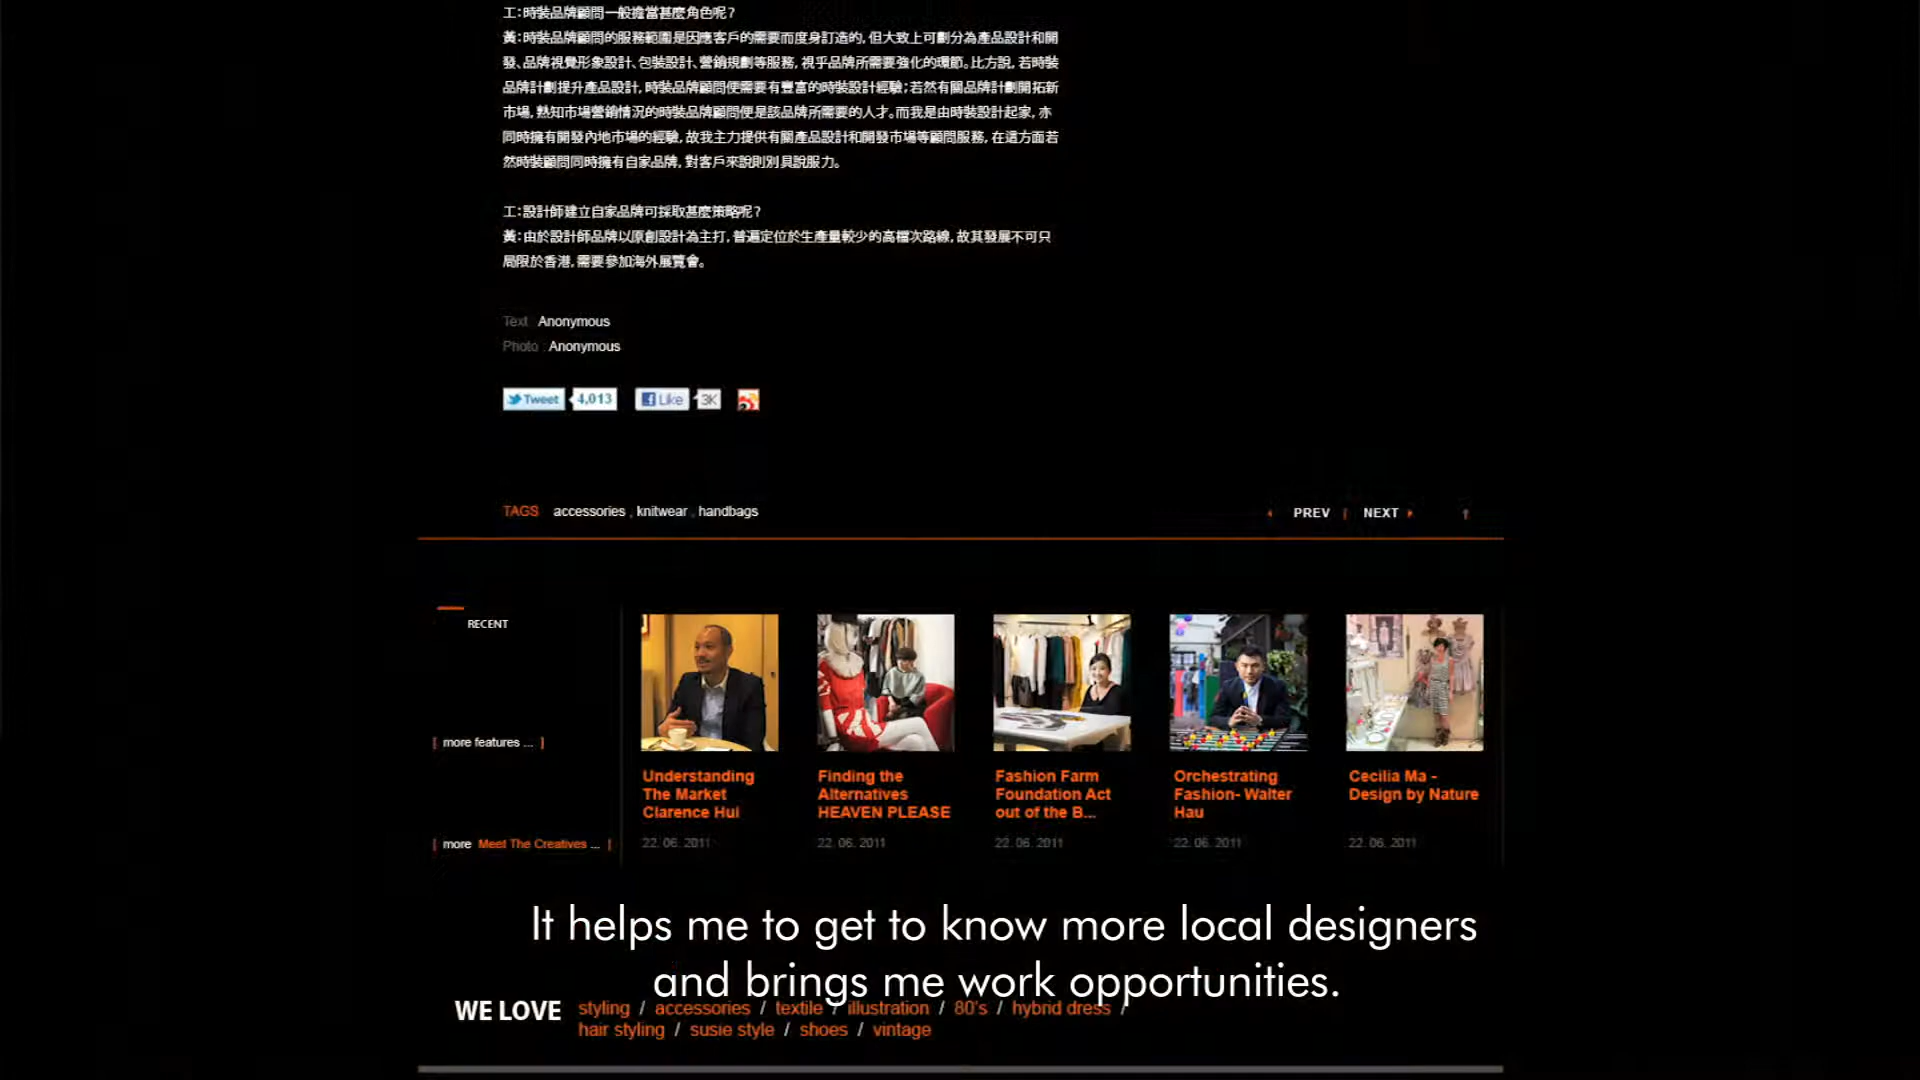 工：時裝品牌顧問一般擔當甚麼角色呢？
黃：時裝品牌顧問的服務範圍是因應客戶的需要而度身訂造的，但大致上可劃分為產品設計和開
發、品牌視覺形象設計、包裝設計、營銷規劃等服務，視乎品牌所需要強化的環節。比方說，若時裝
品牌計劃提升產品設計，時裝品牌顧問便需要有豐富的時裝設計經驗；若然有關品牌計劃開拓新
市場，熟知市場營銷情況的時裝品牌顧問便是該品牌所需要的人才。而我是由時裝設計起家，亦
同時擁有開發內地市場的經驗，故我主力提供有關產品設計和開發市場等顧問服務，在這方面若
然時裝顧問同時擁有自家品牌，對客戶來說則別具說服力。
工：設計師建立自家品牌可採取甚麼策略呢？
黃：由於設計師品牌以原創設計為主打，普遍定位於生產量較少的高檔次路線，故其發展不可只
局限於香港，需要參加海外展覽會。
Text : Anonymous
Photo : Anonymous
Tweet 4,013 Like 3K
TAGS accessories , knitwear , handbags
PREV | NEXT
RECENT
[ more features ... ]
[ more Meet The Creatives ... ]
Understanding
The Market
Clarence Hui
22. 06. 2011
Finding the
Alternatives
HEAVEN PLEASE
22. 06. 2011
Fashion Farm
Foundation Act
out of the B...
22. 06. 2011
Orchestrating
Fashion- Walter
Hau
22. 06. 2011
Cecilia Ma -
Design by Nature
22. 06. 2011
It helps me to get to know more local designers
and brings me work opportunities.
WE LOVE styling / accessories / textile / illustration / 80's / hybrid dress /
hair styling / susie style / shoes / vintage